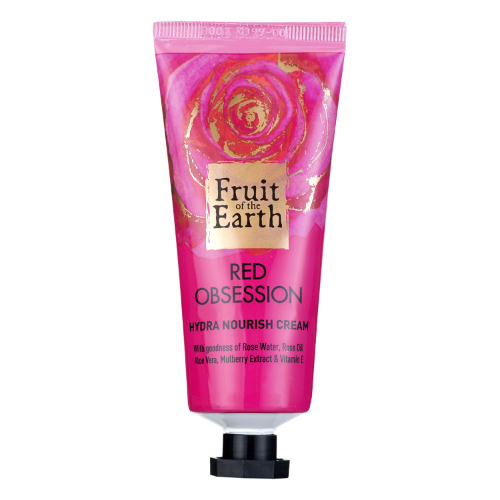 Fruit
of the
Earth
RED
OBSESSION
HYDRA NOURISH CREAM
With goodness of Rose Water, Rose Oil
Aloe Vera, Mulberry Extract & Vitamin E